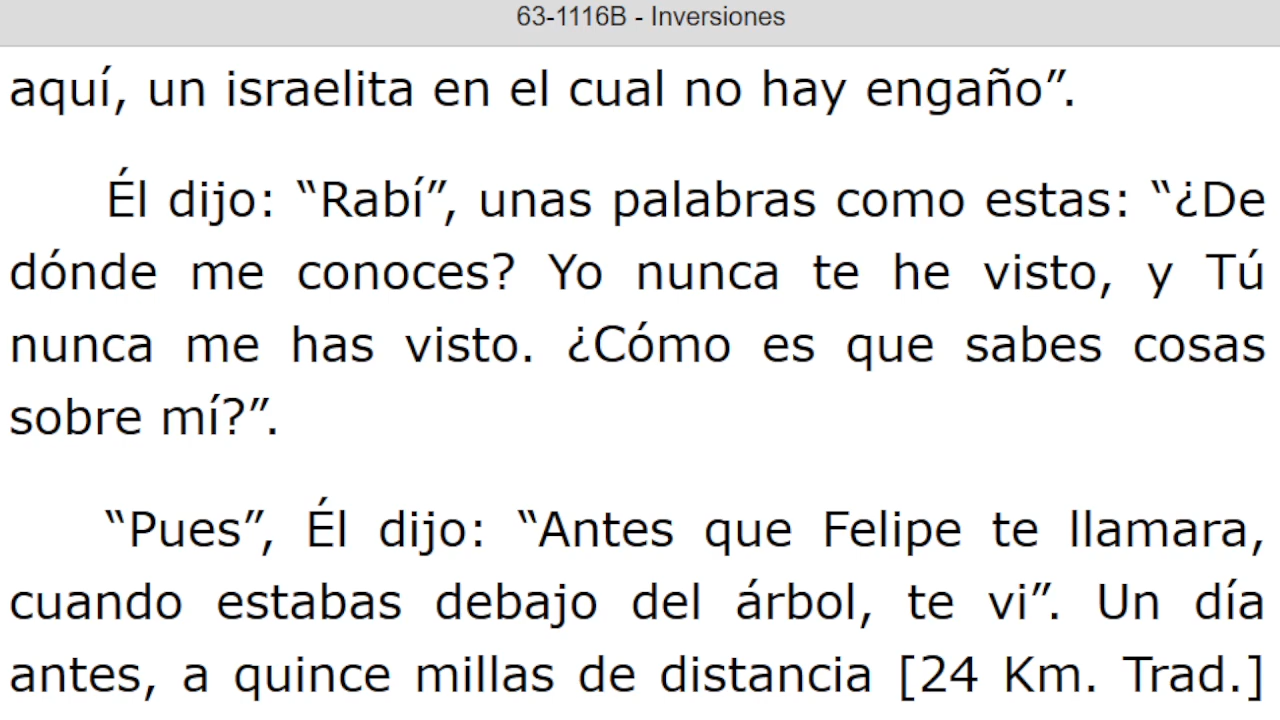 63-1116B - Inversiones
aquí, un israelita en el cual no hay engaño”.
Él dijo: “Rabí”, unas palabras como estas: “¿De
dónde me conoces? Yo nunca te he visto, y Tú
nunca me has visto. ¿Cómo es que sabes cosas
sobre mí?”.
“Pues”, Él dijo: “Antes que Felipe te llamara,
cuando estabas debajo del árbol, te vi”. Un día
antes, a quince millas de distancia [24 Km. Trad.]